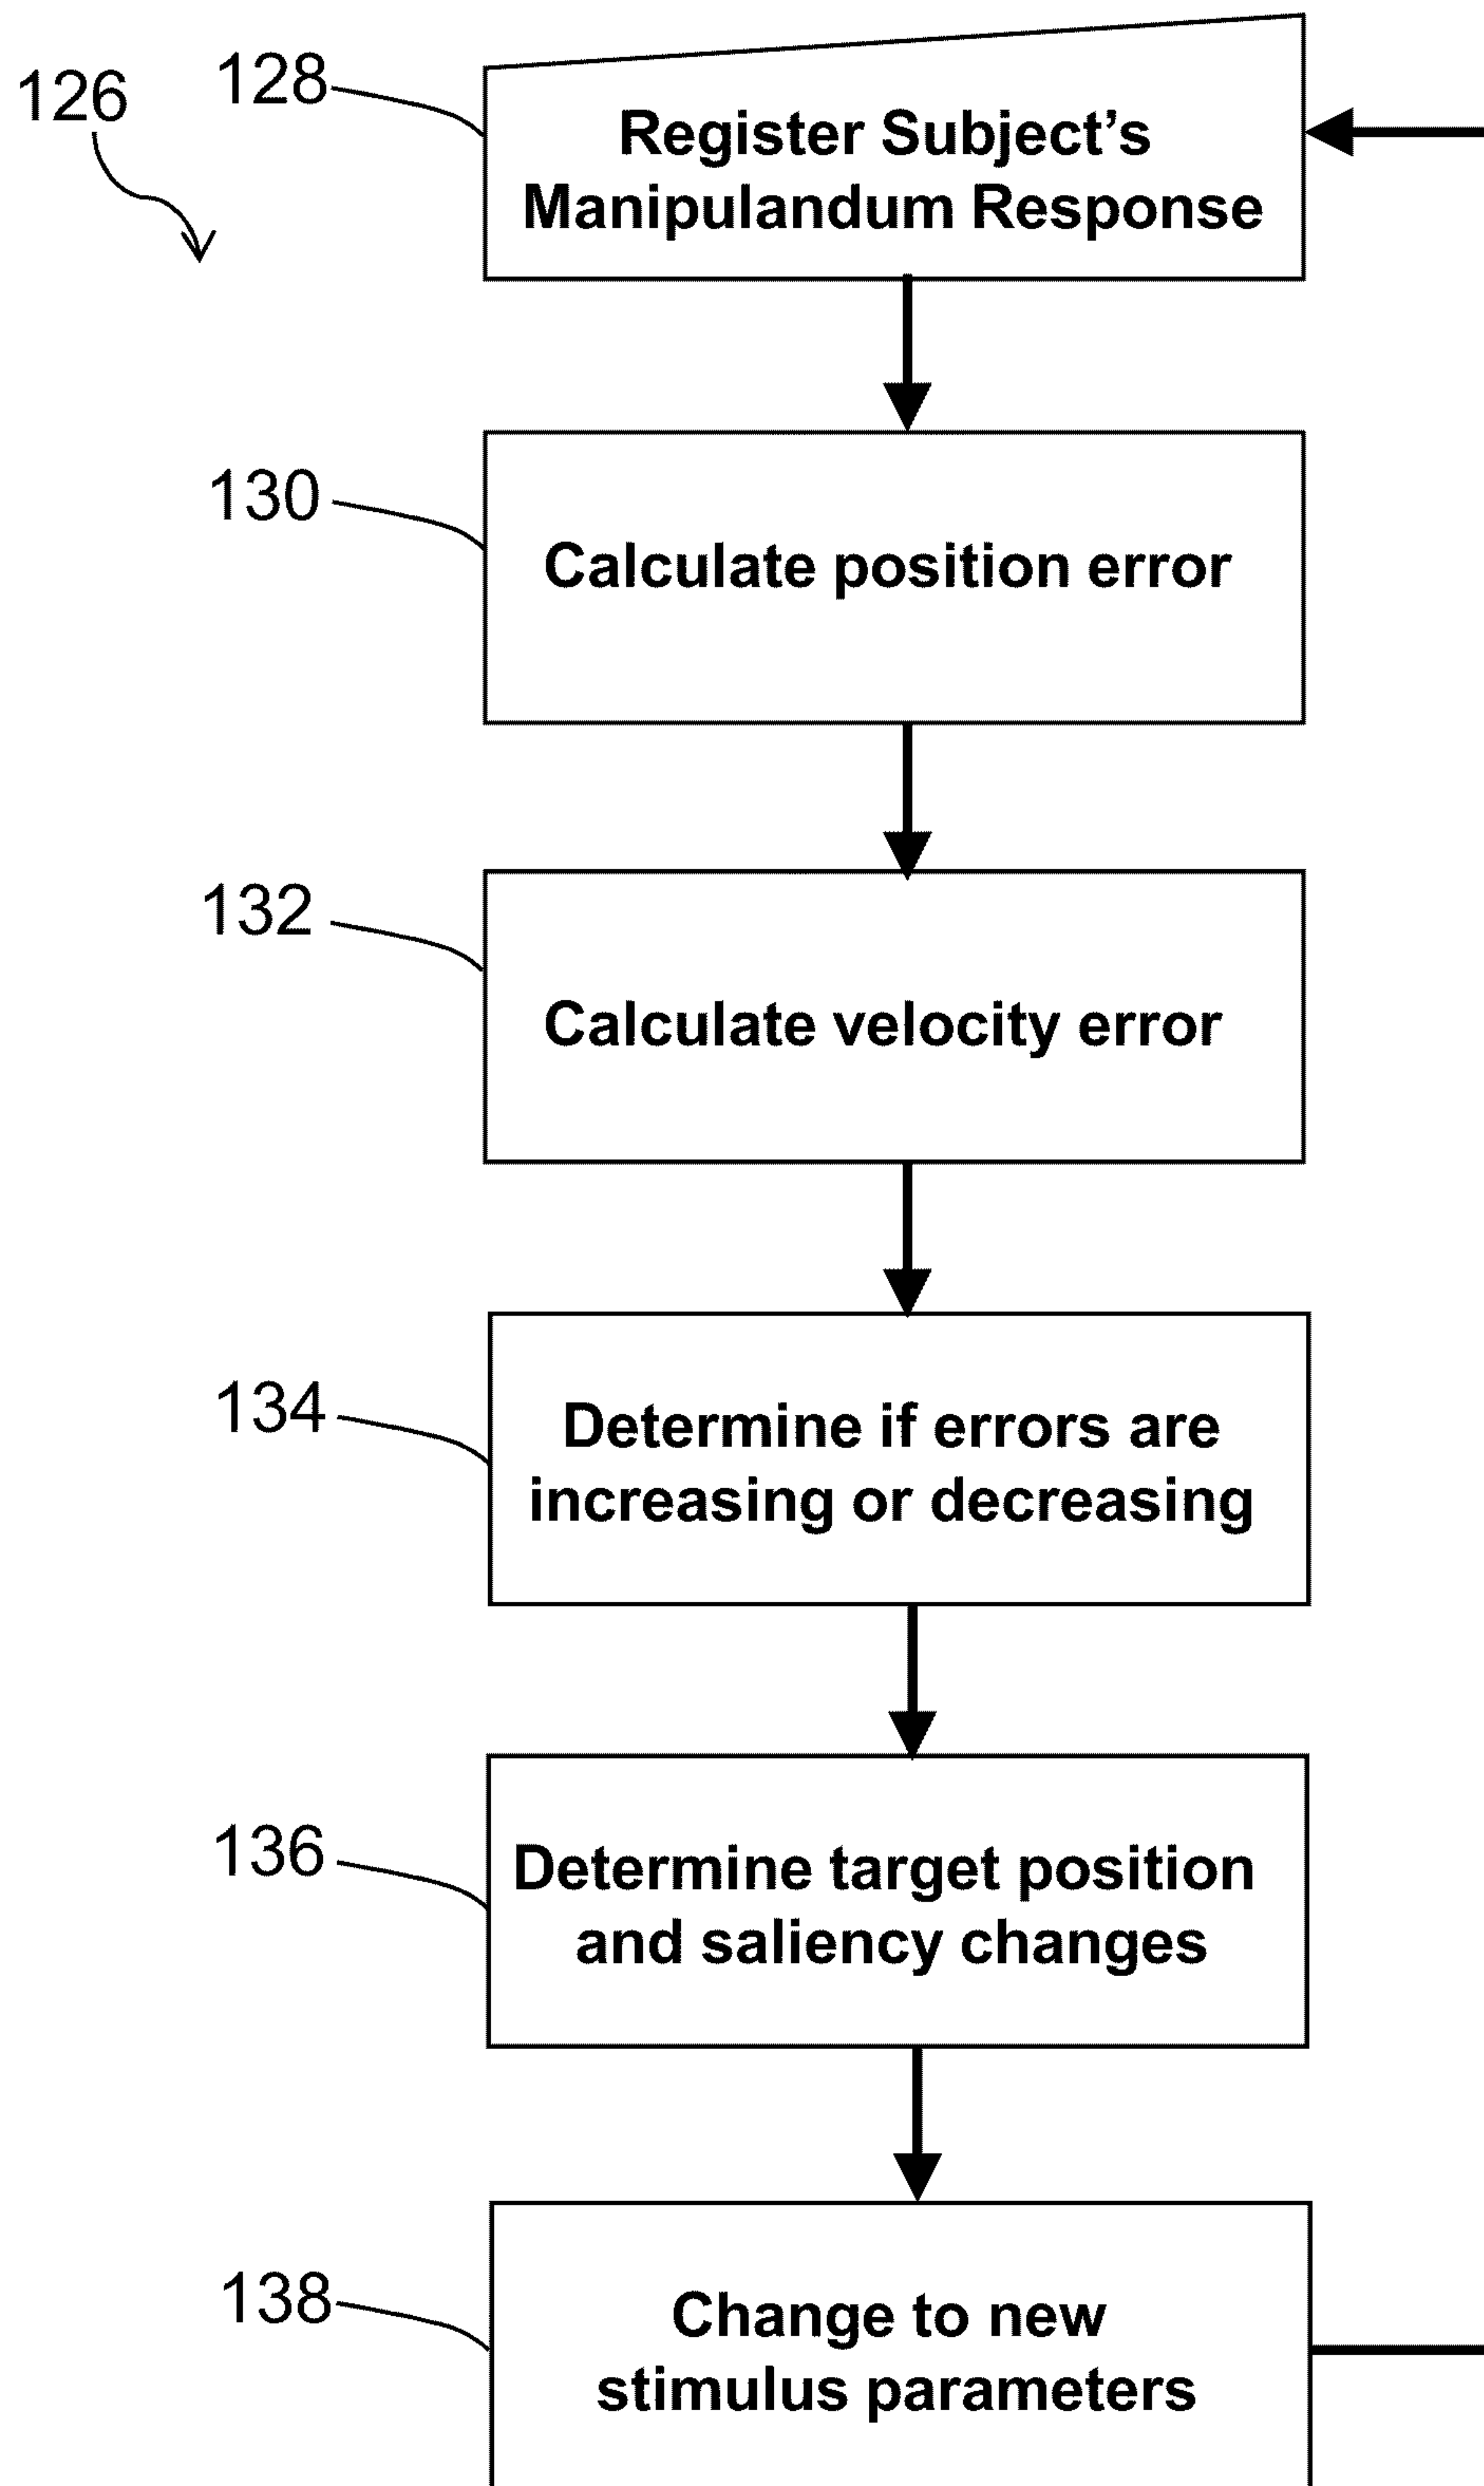 126
128
Register Subject's
Manipulandum Response
130
Calculate position error
132
Calculate velocity error
134
Determine if errors are
increasing or decreasing
136
Determine target position
and saliency changes
138
Change to new
stimulus parameters